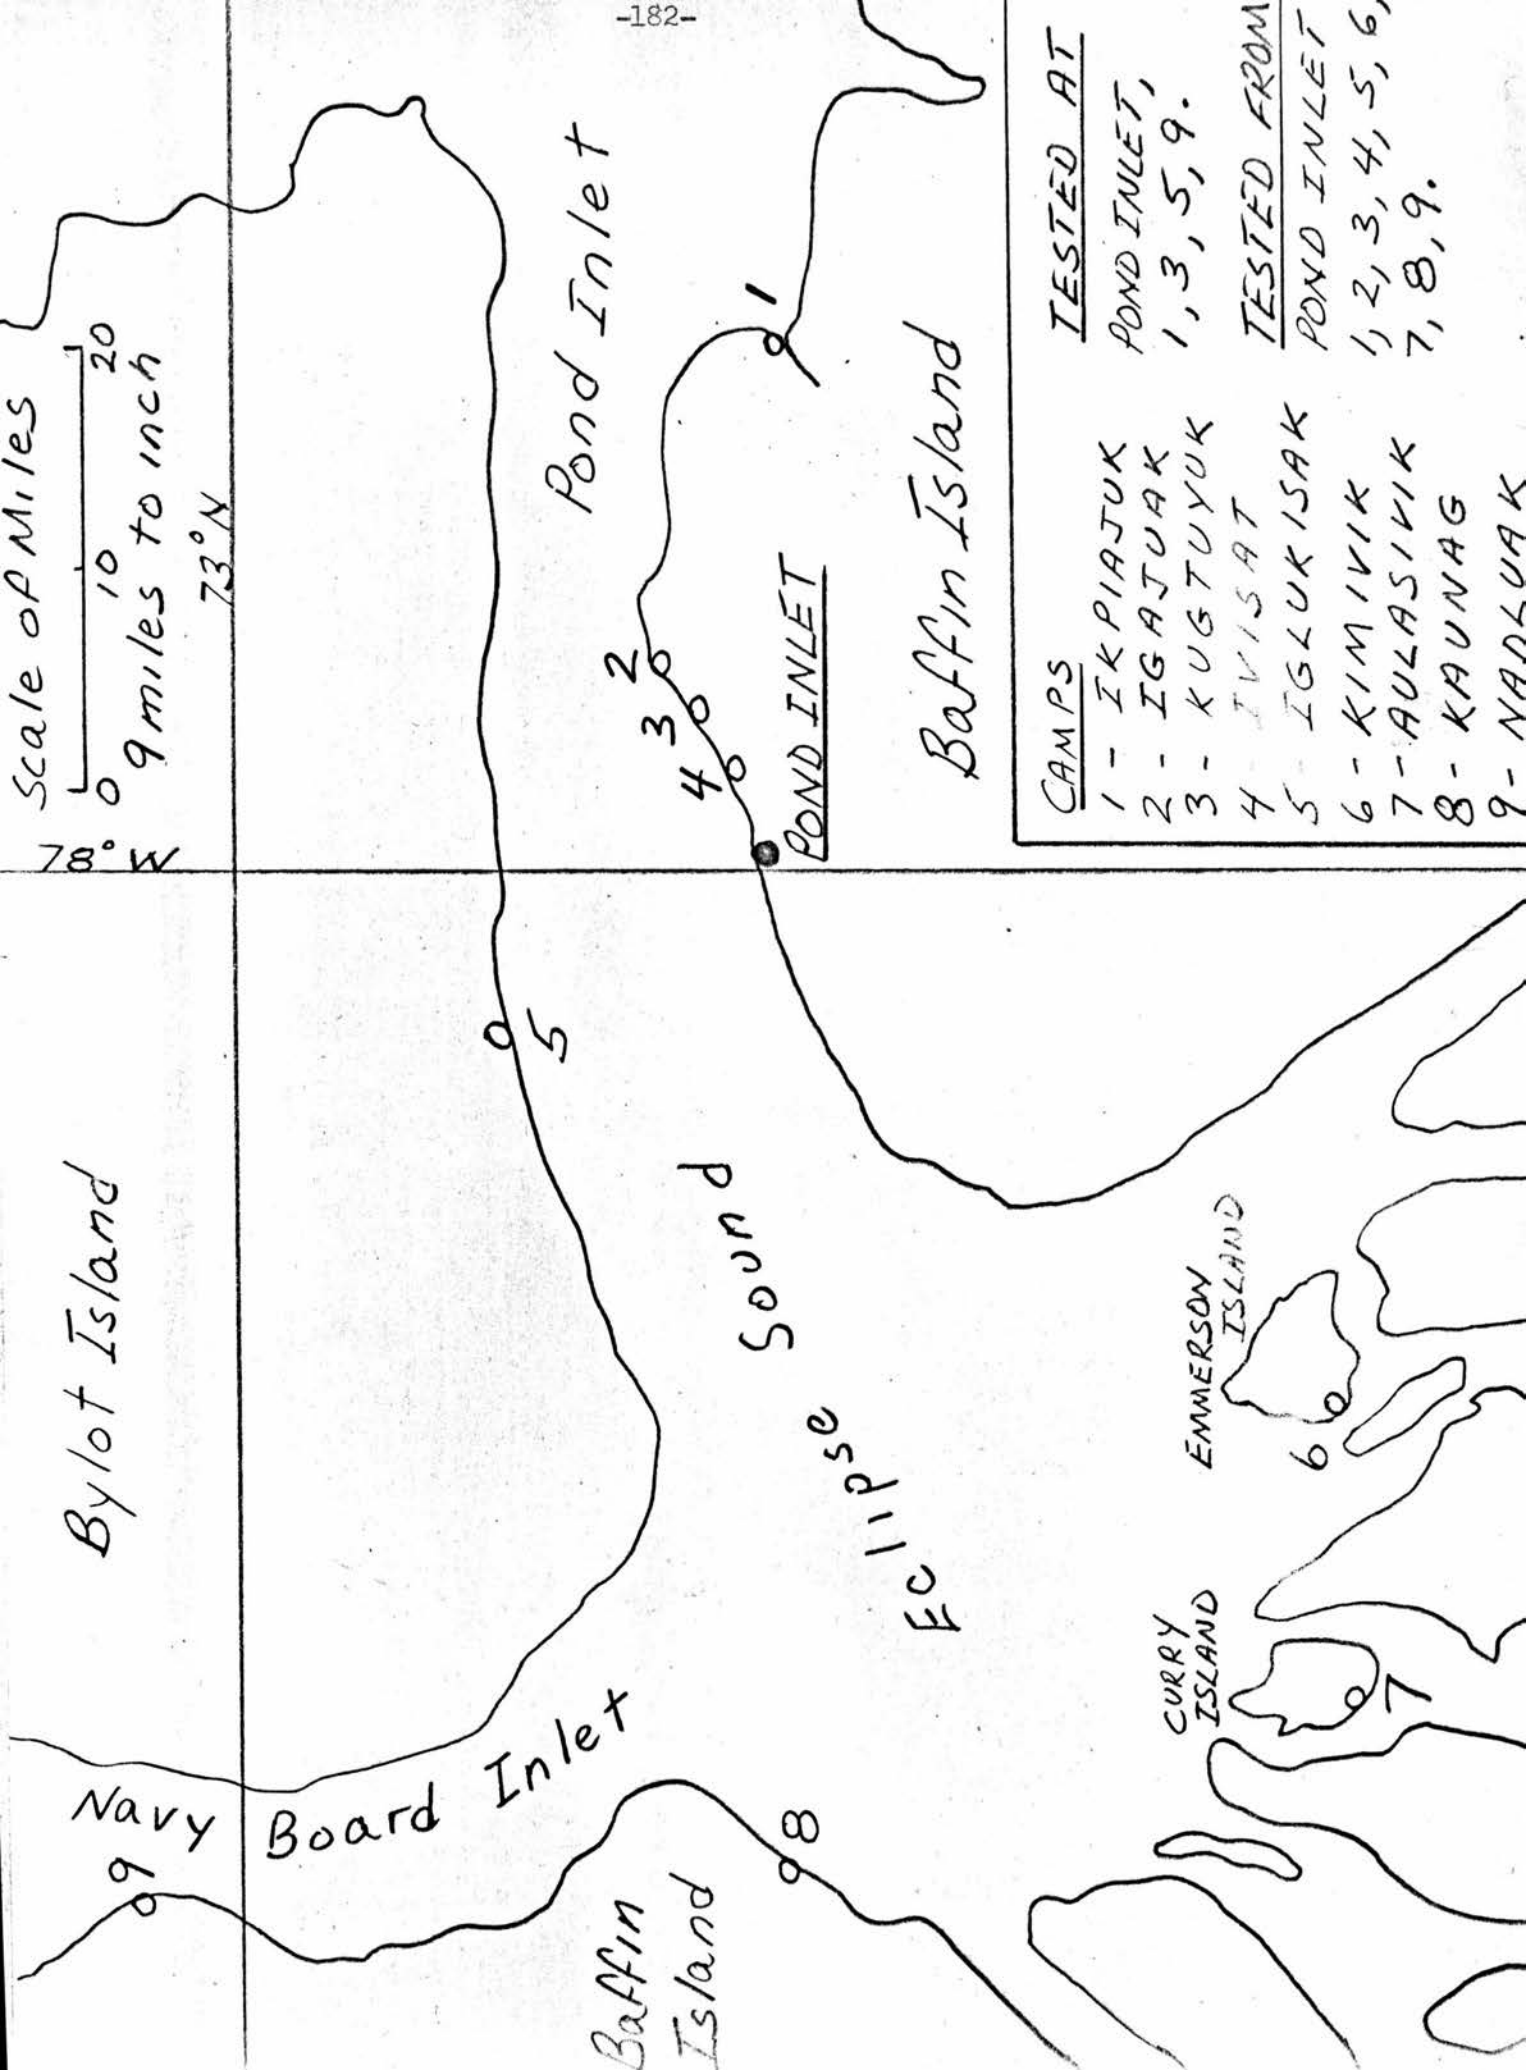 -182-
Scale of Miles
0 10 20
9 miles to inch
73°N
78° W
Bylot Island
Pond Inlet
Navy
Board Inlet
9
5
2
3
4
1
POND INLET
Baffin Island
Eclipse Sound
Baffin
Island
8
EMMERSON
ISLAND
6
CURRY
ISLAND
7
CAMPS
1 - IKPIAJUK
2 - IGAJUAK
3 - KUGTUYUK
4 IVISAT
5 - IGLUKISAK
6 - KIMIVIK
7 - AULASIVIK
8 - KAUNAG
9 - NADLUAK
TESTED AT
POND INLET,
1, 3, 5, 9.
TESTED FROM
POND INLET
1, 2, 3, 4, 5, 6,
7, 8, 9.